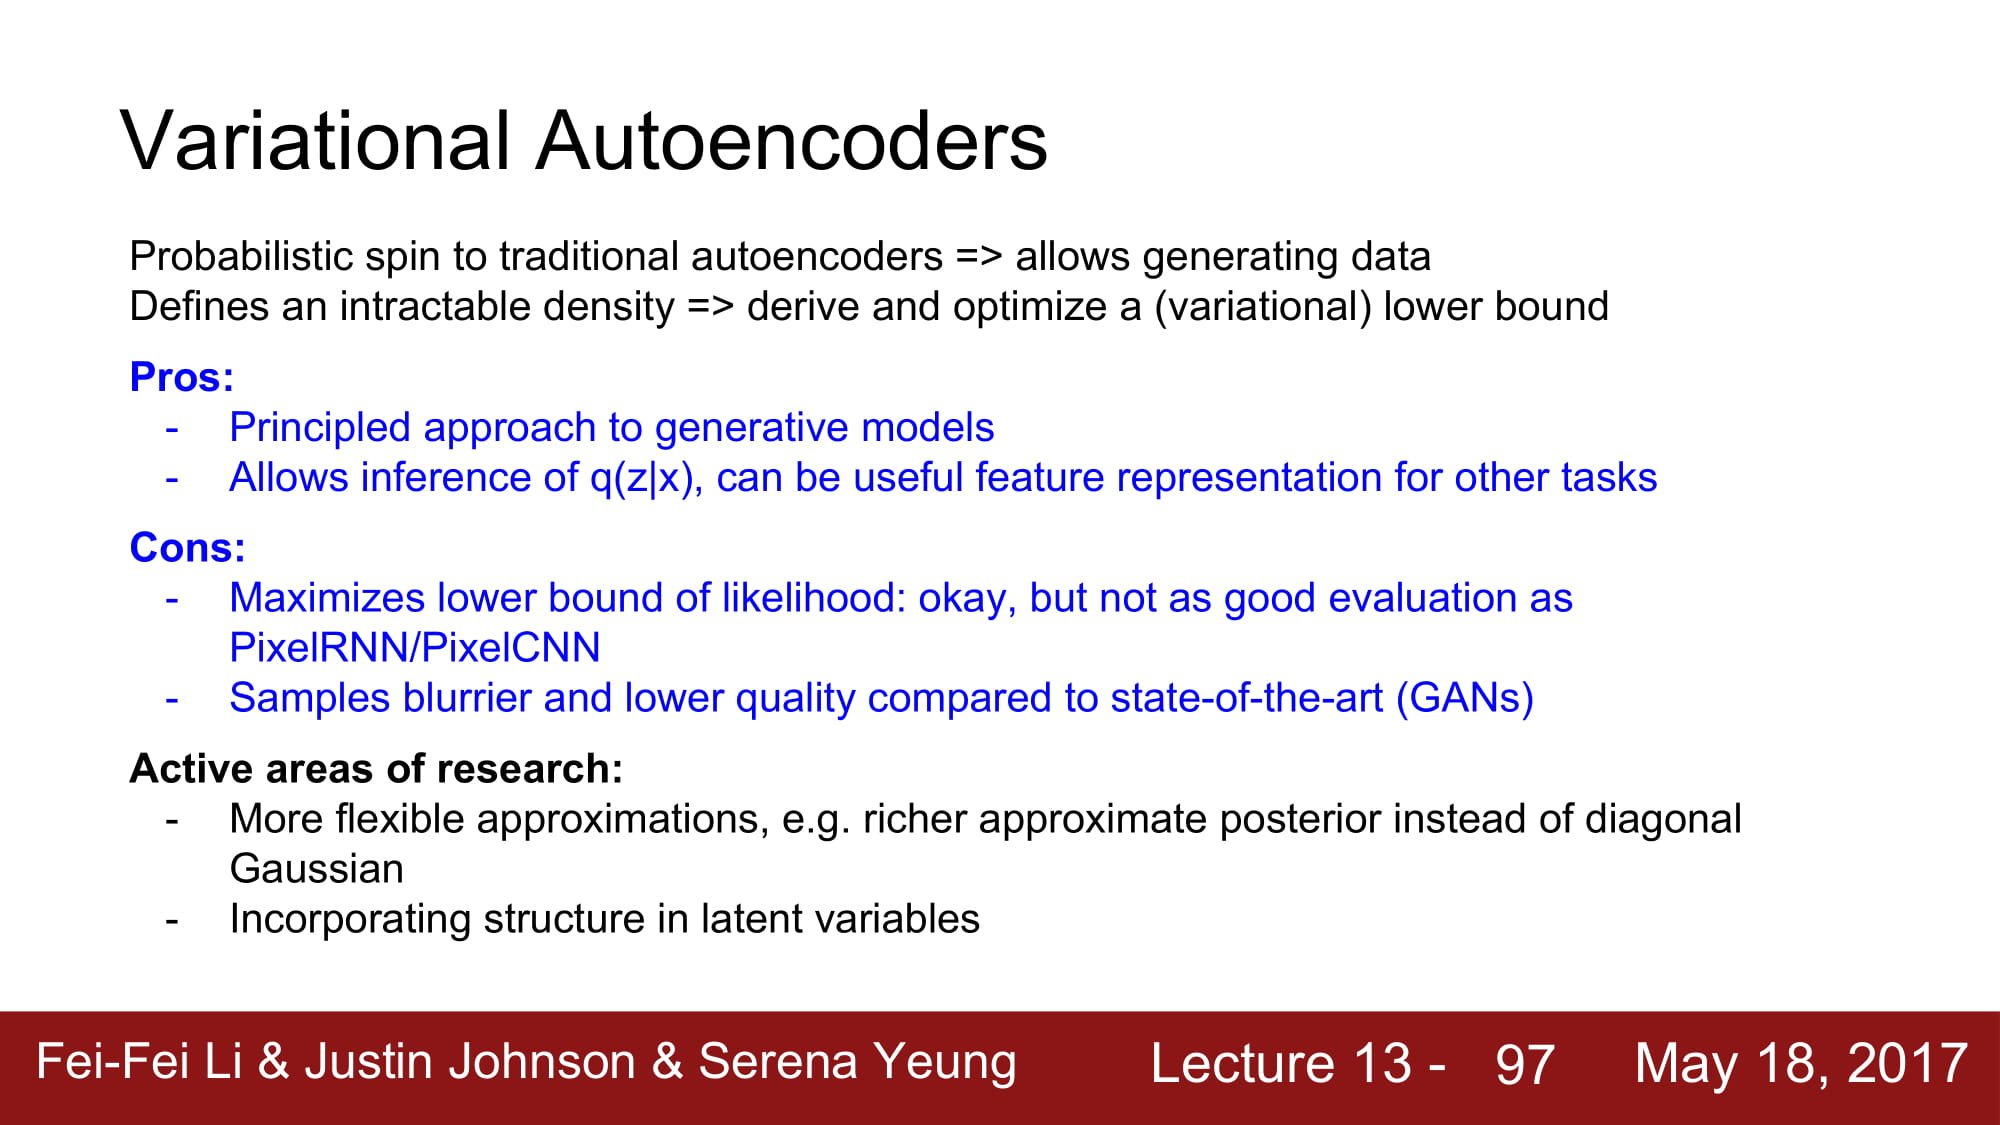 Variational Autoencoders
Probabilistic spin to traditional autoencoders => allows generating data
Defines an intractable density => derive and optimize a (variational) lower bound
Pros:
- Principled approach to generative models
- Allows inference of q(z|x), can be useful feature representation for other tasks
Cons:
- Maximizes lower bound of likelihood: okay, but not as good evaluation as
PixelRNN/PixelCNN
- Samples blurrier and lower quality compared to state-of-the-art (GANs)
Active areas of research:
- More flexible approximations, e.g. richer approximate posterior instead of diagonal
Gaussian
- Incorporating structure in latent variables
Fei-Fei Li & Justin Johnson & Serena Yeung Lecture 13 - 97 May 18, 2017